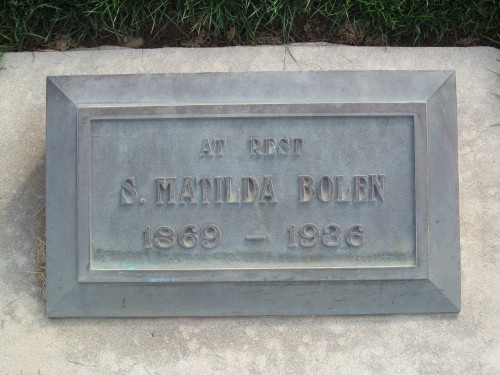 AT REST
S. MATILDA BOLEN
1869 — 1936